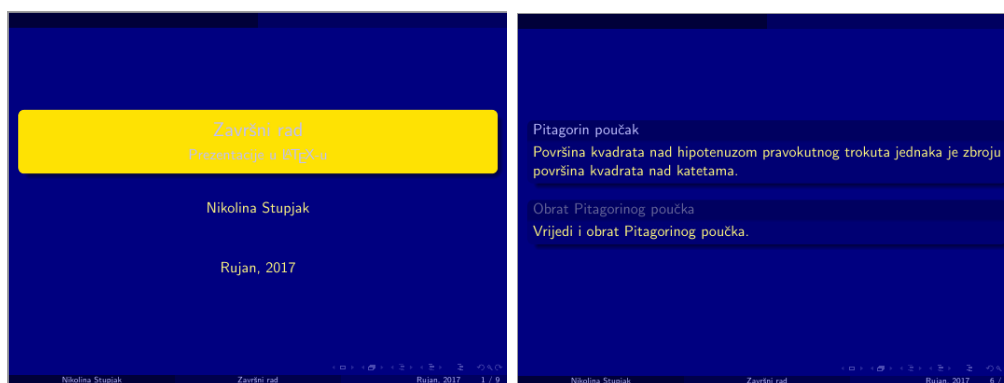 Završni rad
Prezentacije u LATEX-u
Nikolina Stupjak
Rujan, 2017
Nikolina Stupjak Završni rad Rujan, 2017 1 / 9
Pitagorin poučak
Površina kvadrata nad hipotenuzom pravokutnog trokuta jednaka je zbroju
površina kvadrata nad katetama.
Obrat Pitagorinog poučka
Vrijedi i obrat Pitagorinog poučka.
Nikolina Stupjak Završni rad Rujan, 2017 6 /